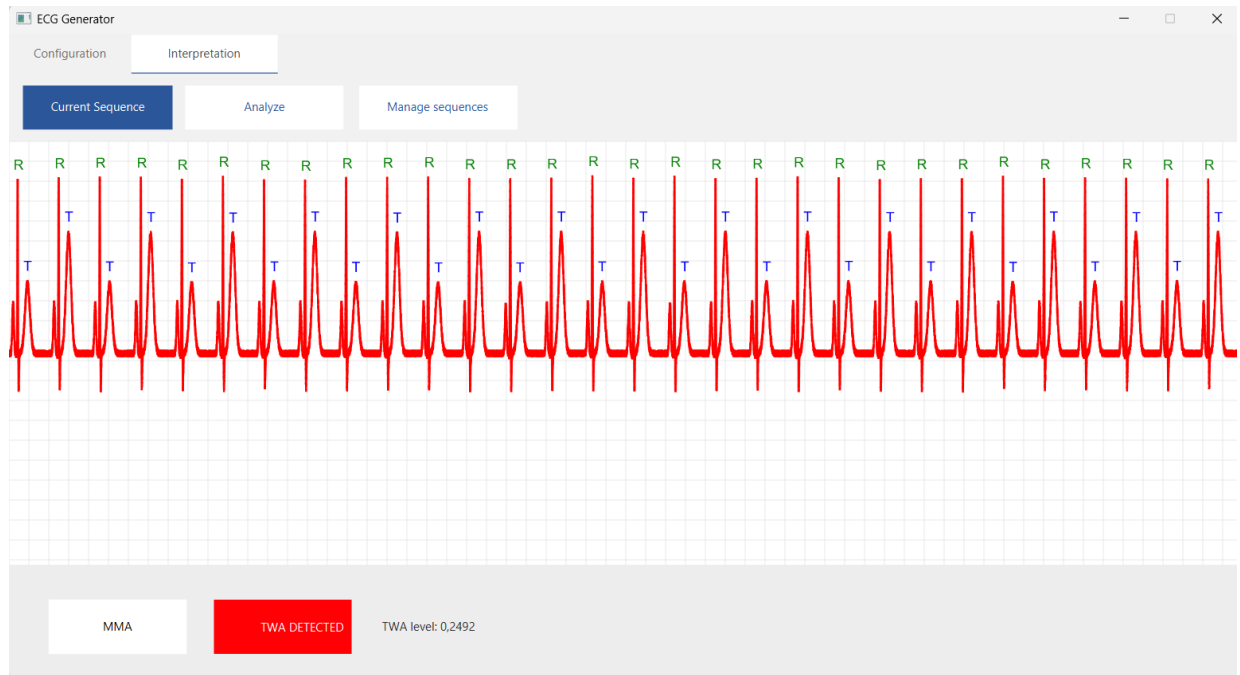 ECG Generator
Configuration Interpretation
Current Sequence Analyze Manage sequences
R R R R R R R R R R R R R R R R R R R R R R R R R R R R R R
T T T T T T T T T T T T T T T
T T T T T T T T T T T T T T T
MMA TWA DETECTED TWA level: 0,2492